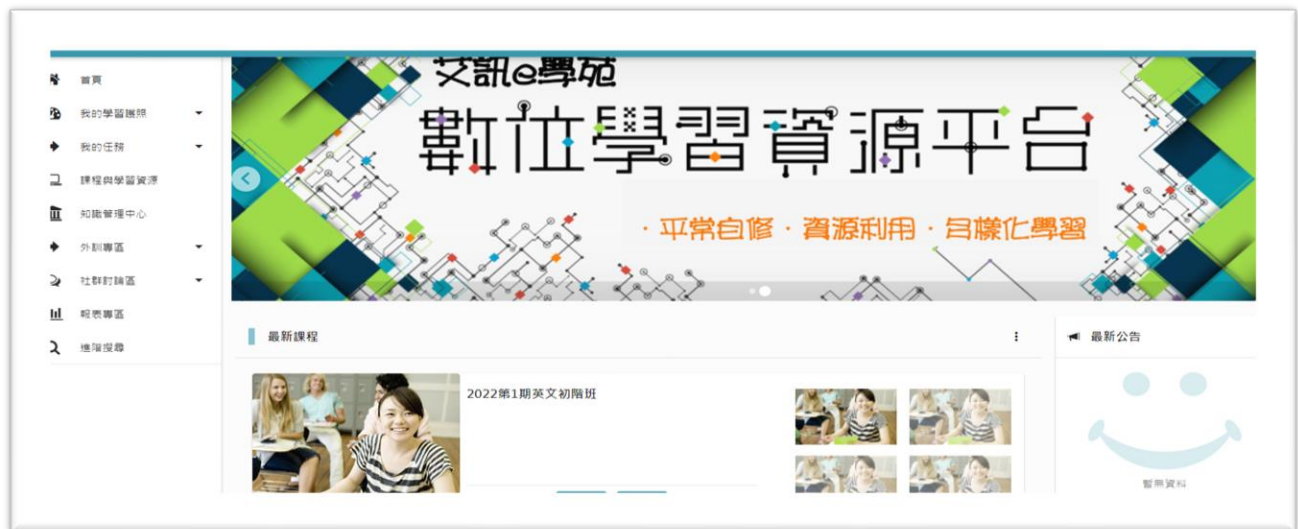 首頁
我的學習護照
我的任務
課程與學習資源
知識管理中心
外訓專區
社群討論區
報表專區
進階搜尋
艾訊e學苑
數位學習資源平台
・平常自修・資源利用・多樣化學習
最新課程
2022第1期英文初階班
最新公告
暫無資料